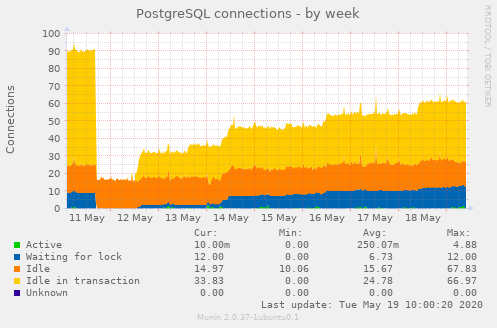 PostgreSQL connections - by week
RRDTOOL / TOBI OETIKER
Connections
100
90
80
70
60
50
40
30
20
10
0
11 May 12 May 13 May 14 May 15 May 16 May 17 May 18 May
Cur: Min: Avg: Max:
Active 10.00m 0.00 250.07m 4.88
Waiting for lock 12.00 0.00 6.73 12.00
Idle 14.97 10.06 15.67 67.83
Idle in transaction 33.83 0.00 24.78 66.97
Unknown 0.00 0.00 0.00 0.00
Last update: Tue May 19 10:00:20 2020
Munin 2.0.37-1ubuntu0.1